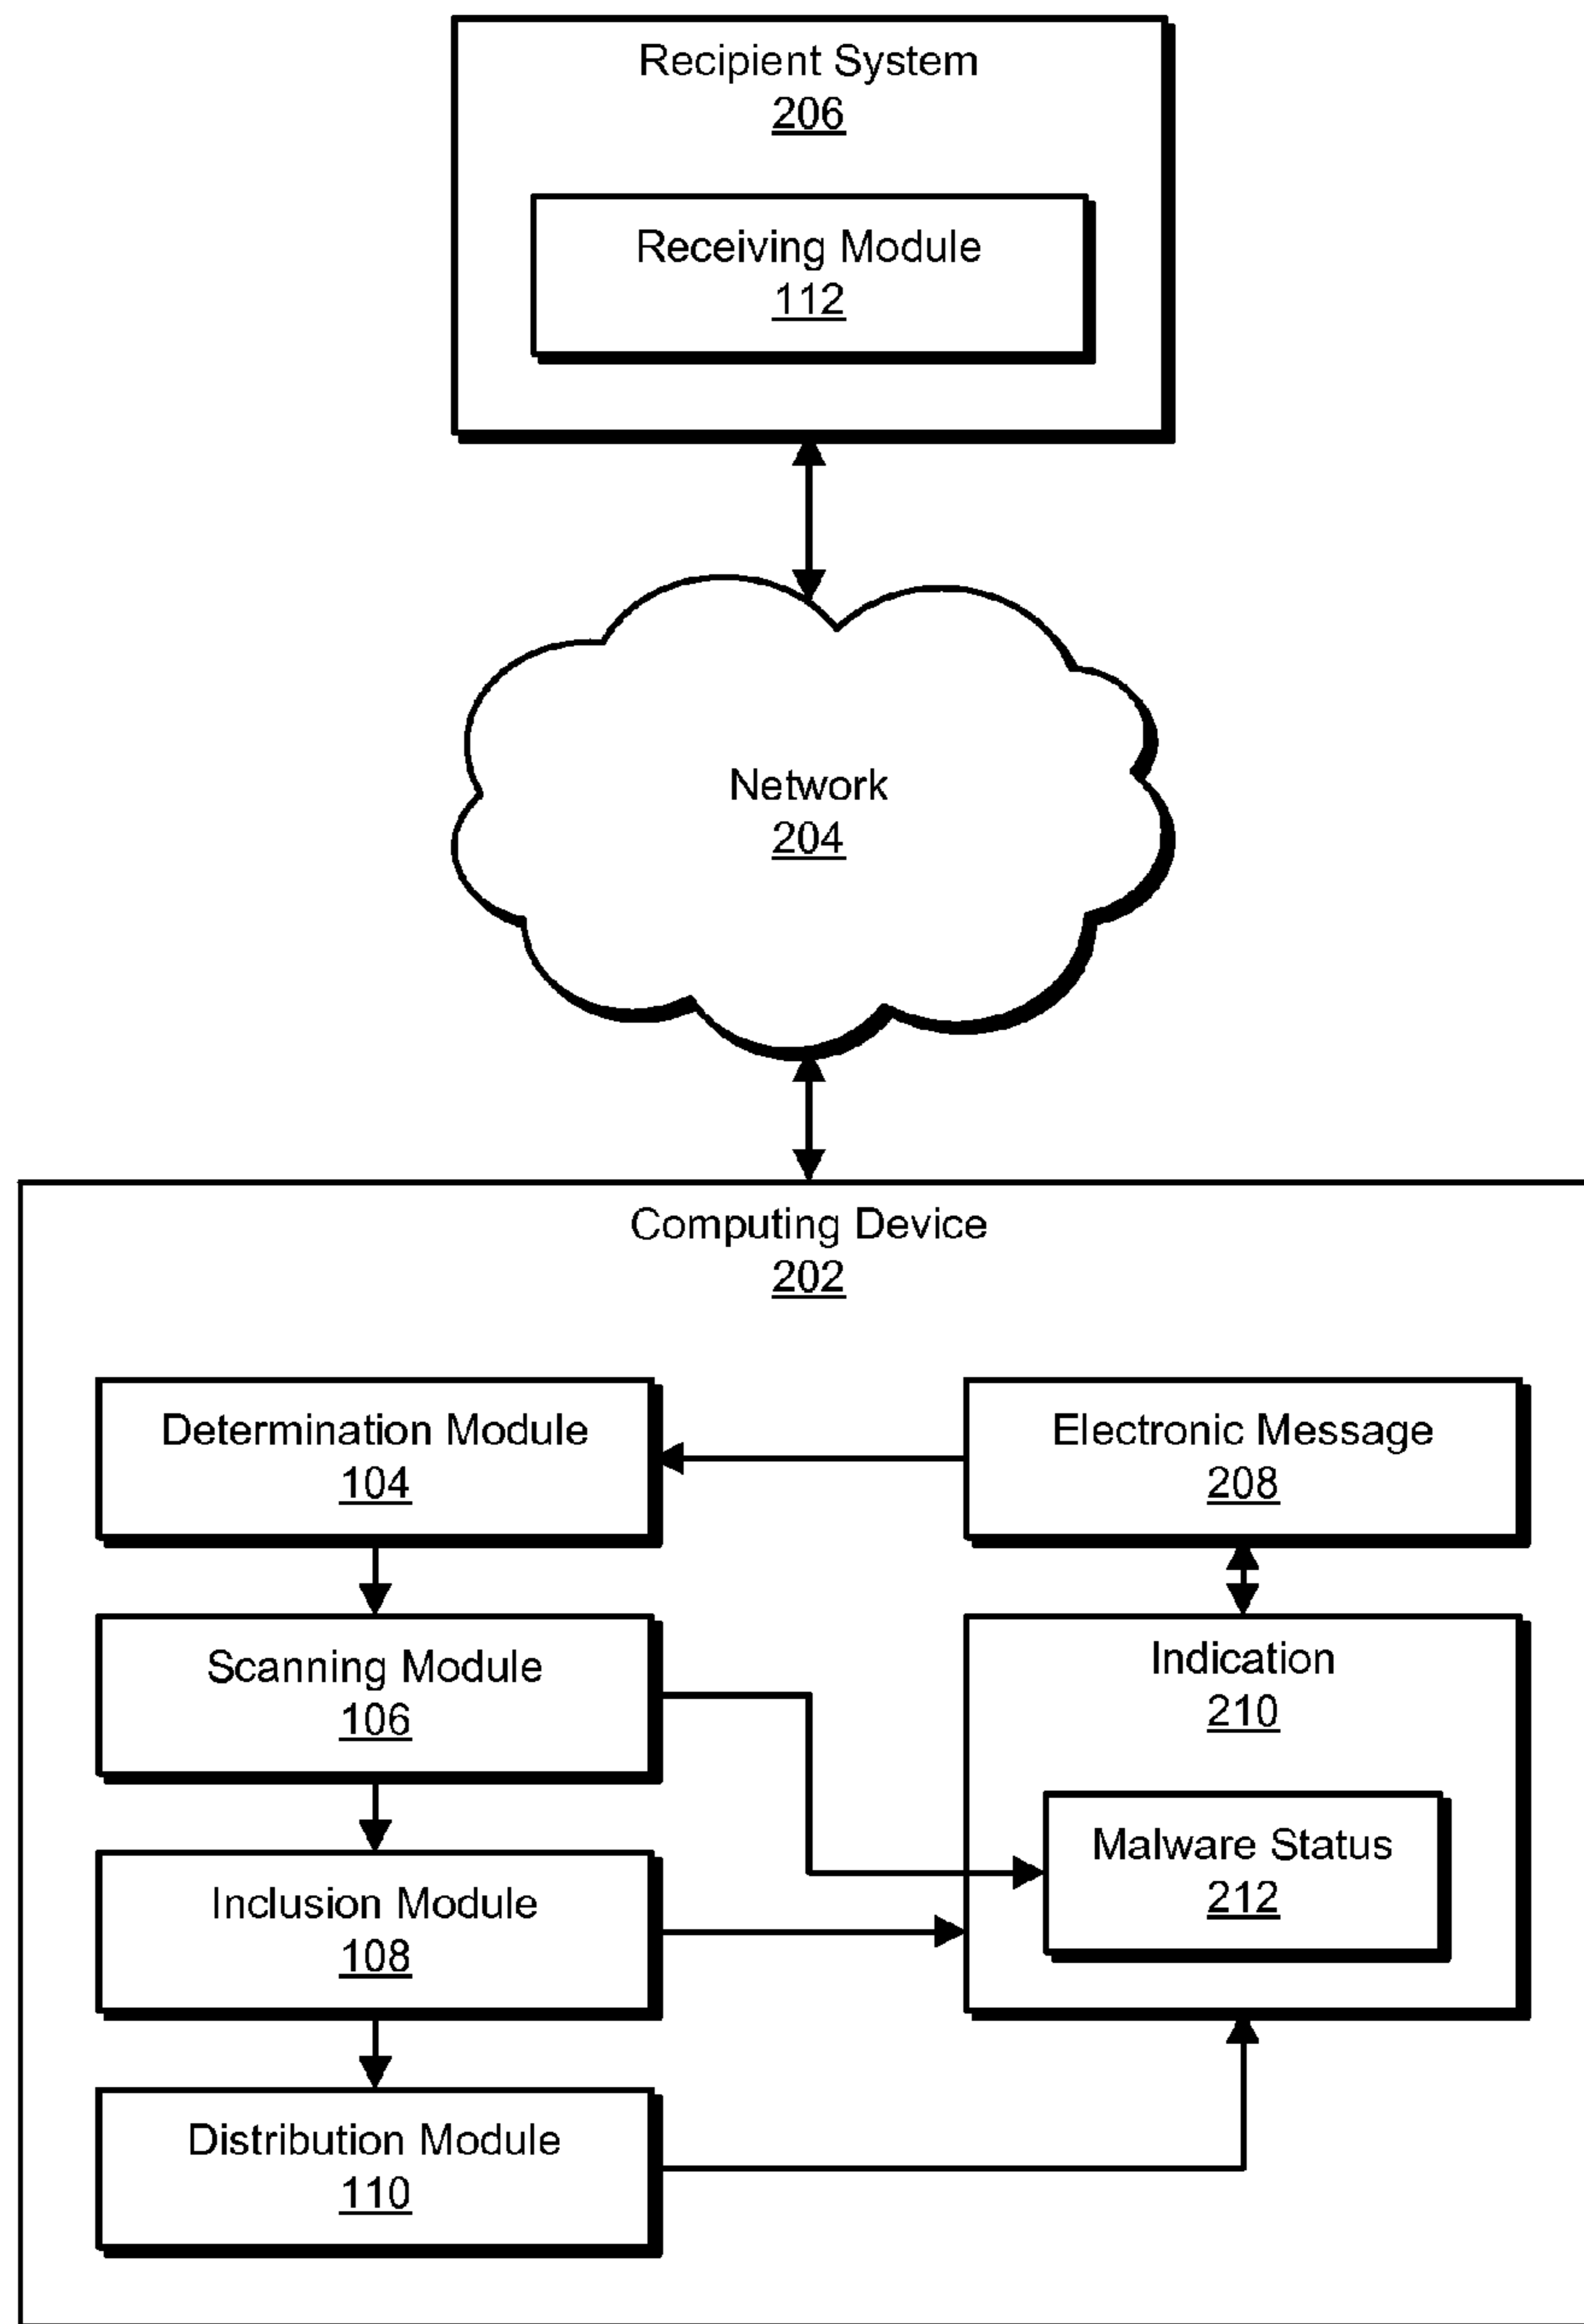 Recipient System
206
Receiving Module
112
Network
204
Computing Device
202
Determination Module
104
Electronic Message
208
Scanning Module
106
Indication
210
Malware Status
212
Inclusion Module
108
Distribution Module
110